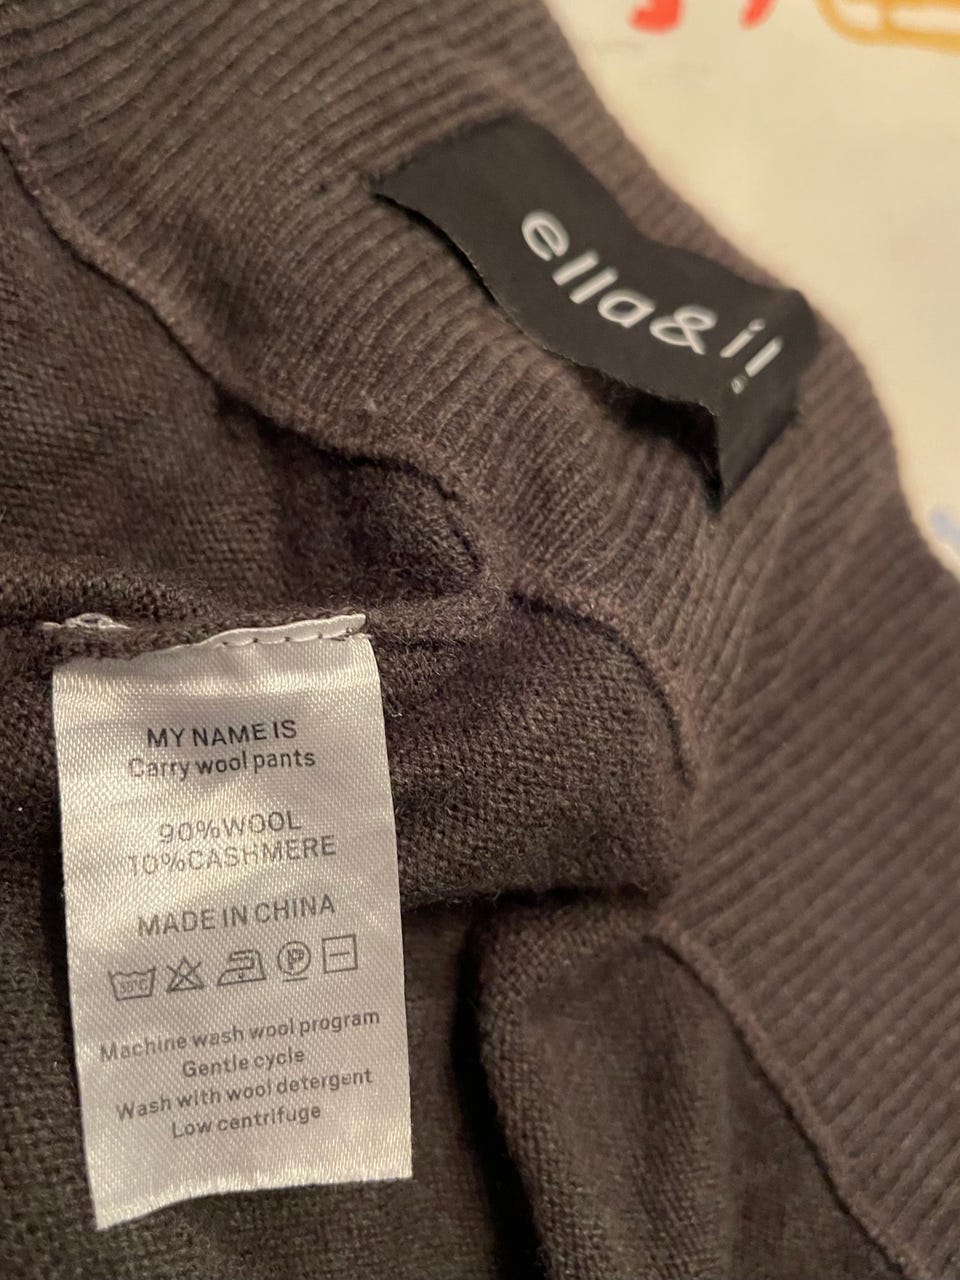 ella&il
MY NAME IS
Carry wool pants
90%WOOL
10%CASHMERE
MADE IN CHINA
30°C P
Machine wash wool program
Gentle cycle
Wash with wool detergent
Low centrifuge